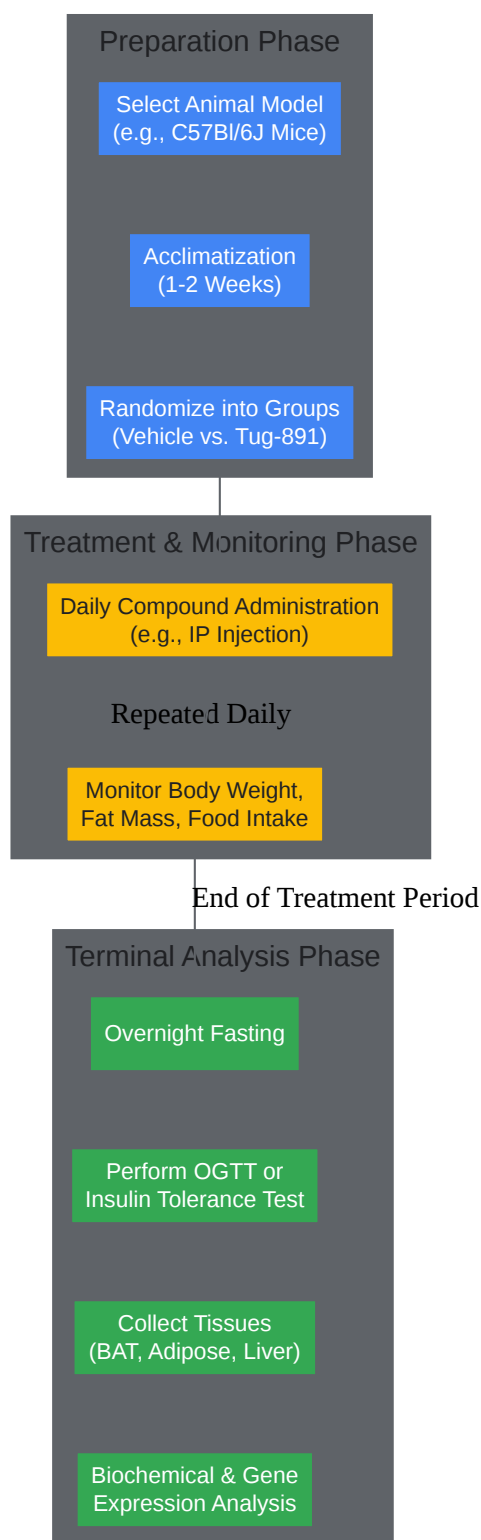 Preparation Phase
Select Animal Model
(e.g., C57Bl/6J Mice)
Acclimatization
(1-2 Weeks)
Randomize into Groups
(Vehicle vs. Tug-891)
Treatment & Monitoring Phase
Daily Compound Administration
(e.g., IP Injection)
Repeated Daily
Monitor Body Weight,
Fat Mass, Food Intake
End of Treatment Period
Terminal Analysis Phase
Overnight Fasting
Perform OGTT or
Insulin Tolerance Test
Collect Tissues
(BAT, Adipose, Liver)
Biochemical & Gene
Expression Analysis